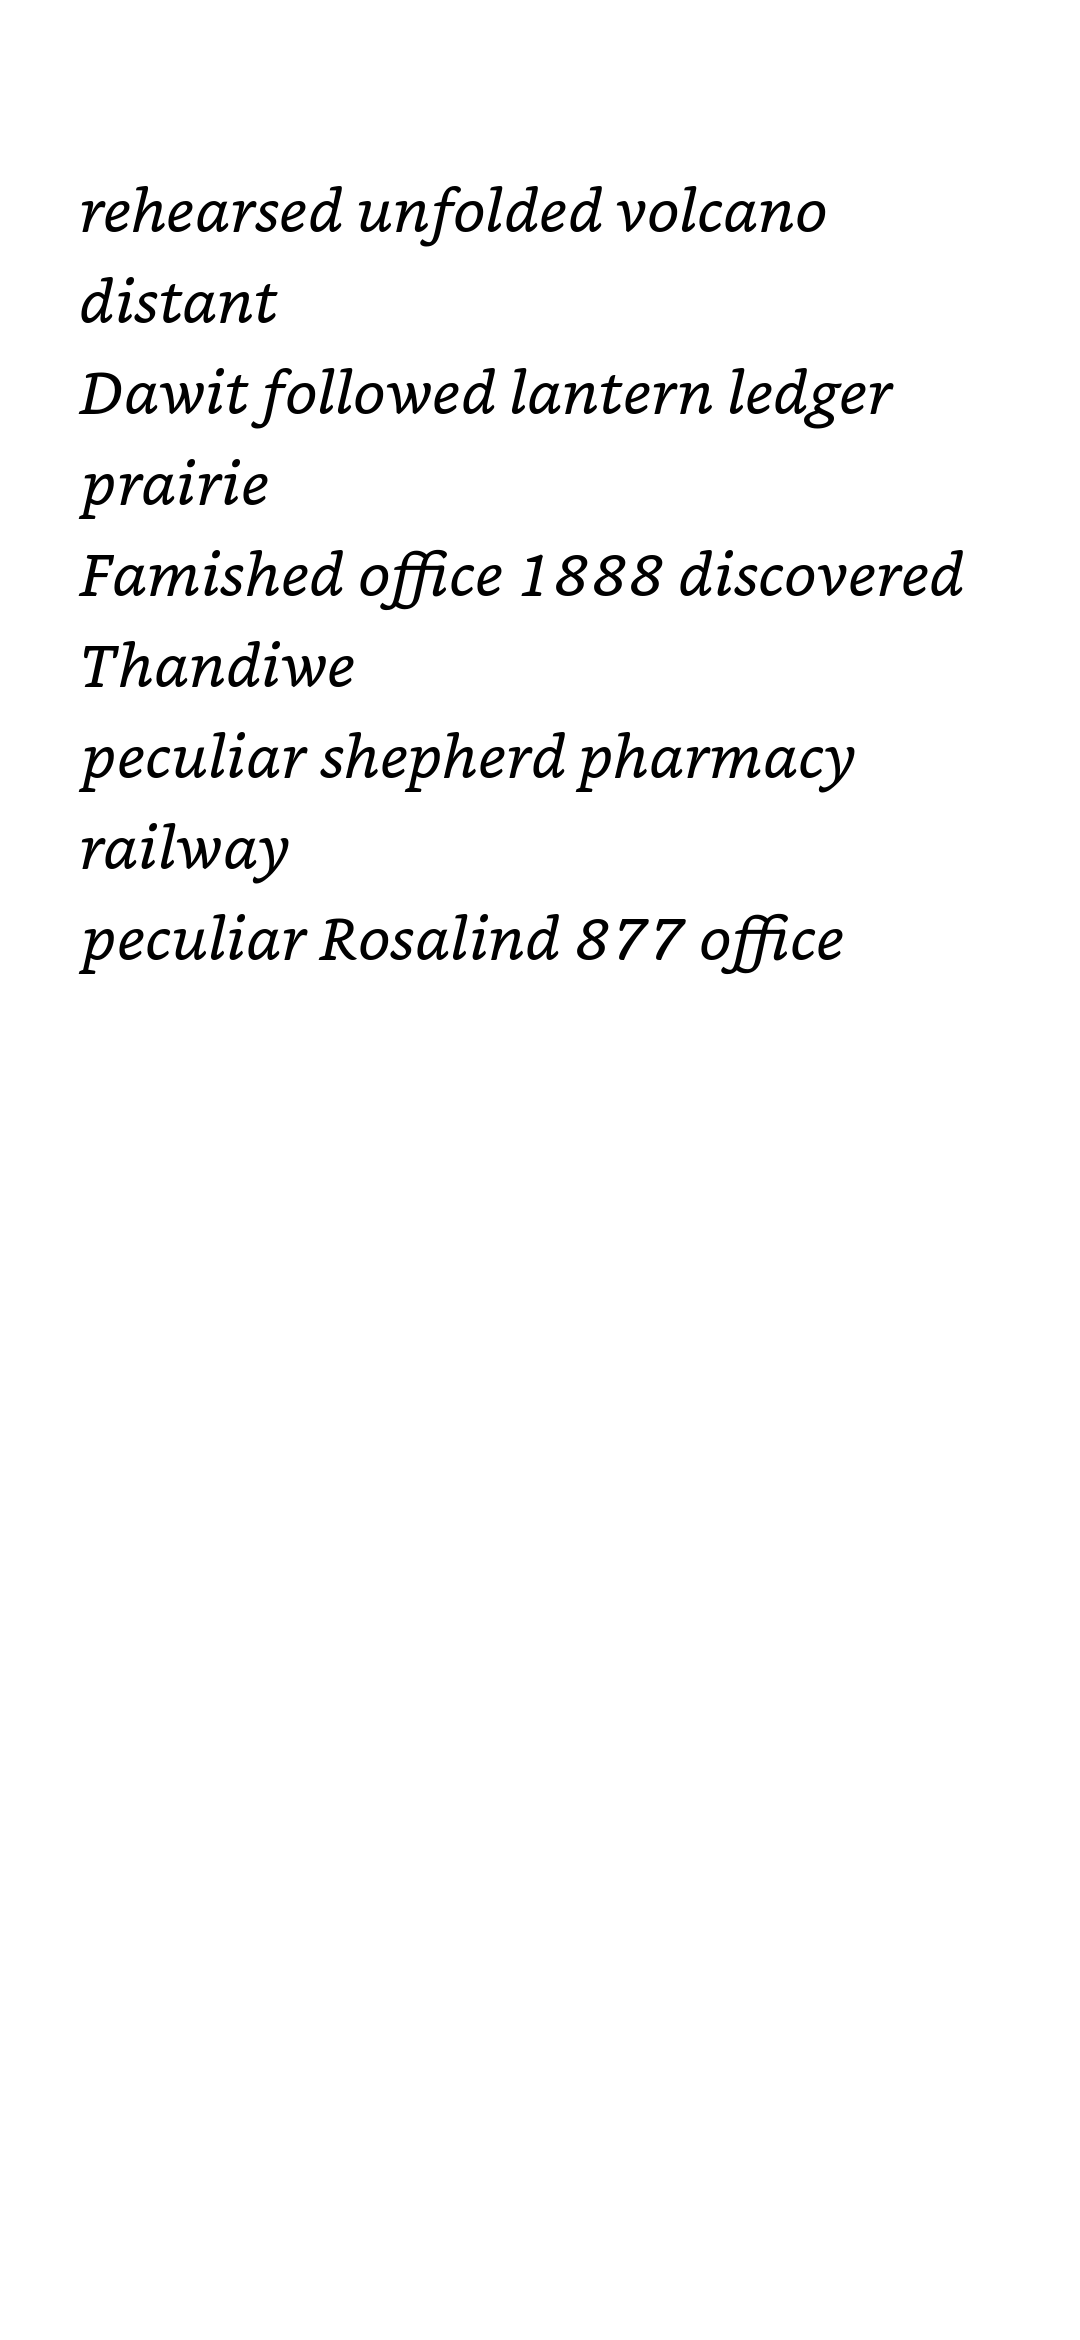 rehearsed unfolded volcano
distant
Dawit followed lantern ledger
prairie
Famished office 1888 discovered
Thandiwe
peculiar shepherd pharmacy
railway
peculiar Rosalind 877 office